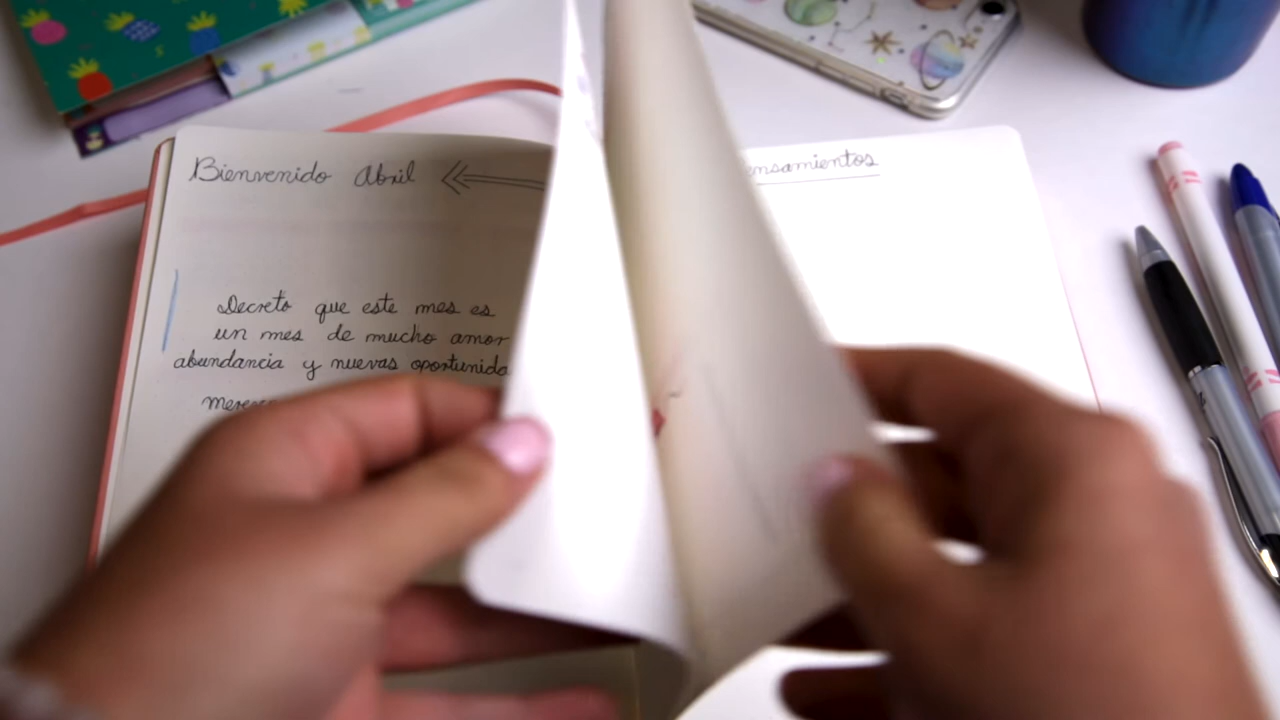 Bienvenido Abril
Decreto que este mes es
un mes de mucho amor
abundancia y nuevas oportunida
ensamientos